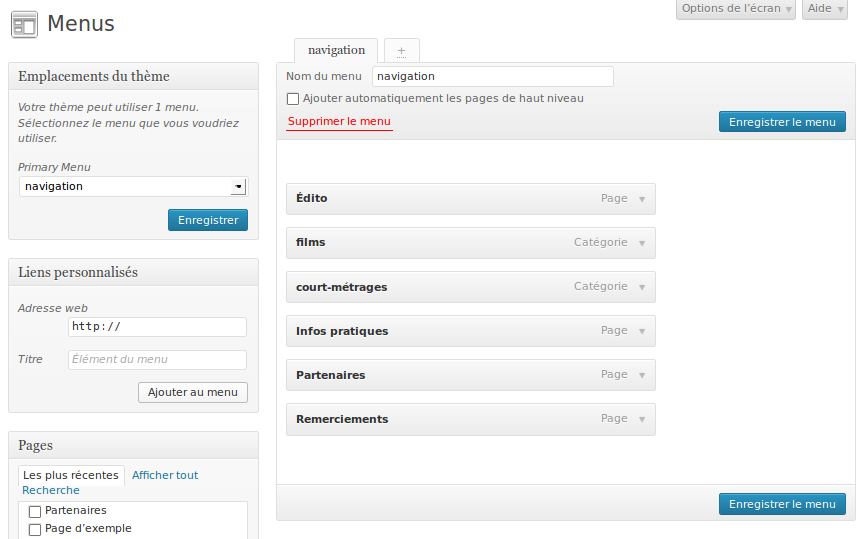 Options de l'écran
Aide
Menus
Emplacements du thème
Votre thème peut utiliser 1 menu.
Sélectionnez le menu que vous voudriez
utiliser.
Primary Menu
navigation
Enregistrer
Liens personnalisés
Adresse web
http://
Titre
Élément du menu
Ajouter au menu
Pages
Les plus récentes
Afficher tout
Recherche
Partenaires
Page d'exemple
navigation
+
Nom du menu
navigation
Ajouter automatiquement les pages de haut niveau
Supprimer le menu
Enregistrer le menu
Édito Page
films Catégorie
court-métrages Catégorie
Infos pratiques Page
Partenaires Page
Remerciements Page
Enregistrer le menu